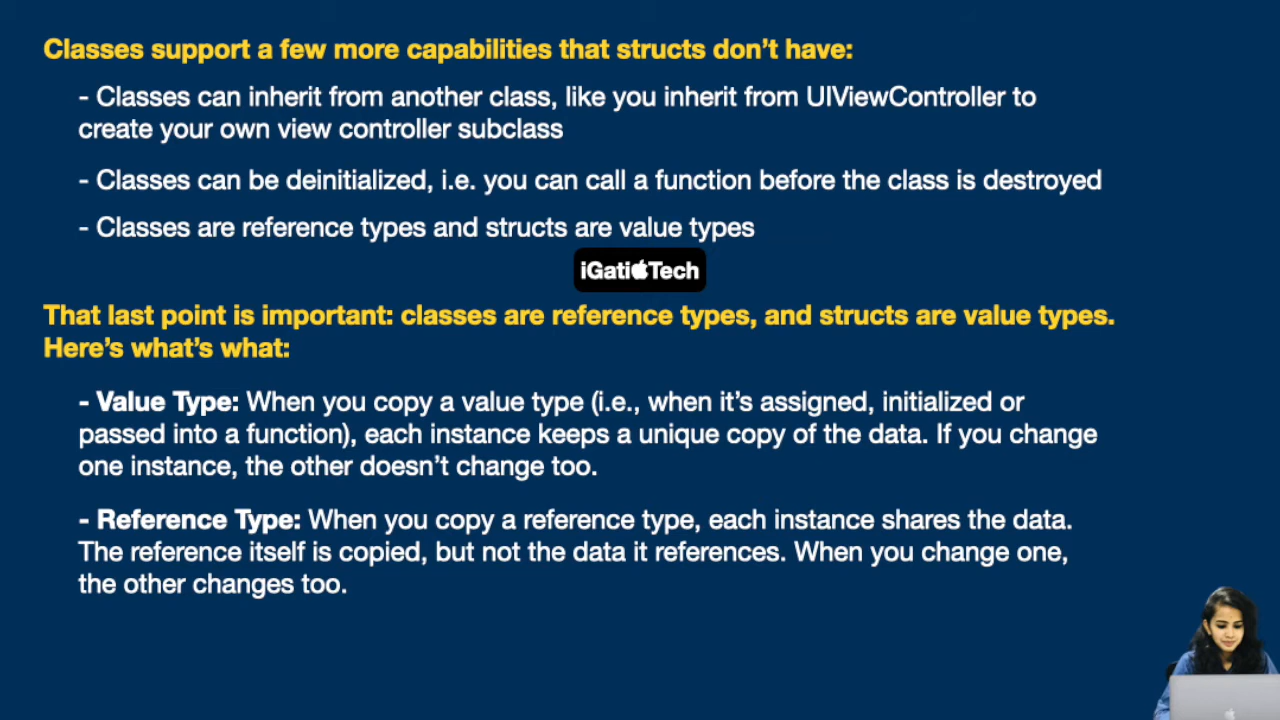 Classes support a few more capabilities that structs don’t have:
- Classes can inherit from another class, like you inherit from UIViewController to
create your own view controller subclass
- Classes can be deinitialized, i.e. you can call a function before the class is destroyed
- Classes are reference types and structs are value types
iGatiTech
That last point is important: classes are reference types, and structs are value types.
Here’s what’s what:
- Value Type: When you copy a value type (i.e., when it’s assigned, initialized or
passed into a function), each instance keeps a unique copy of the data. If you change
one instance, the other doesn’t change too.
- Reference Type: When you copy a reference type, each instance shares the data.
The reference itself is copied, but not the data it references. When you change one,
the other changes too.